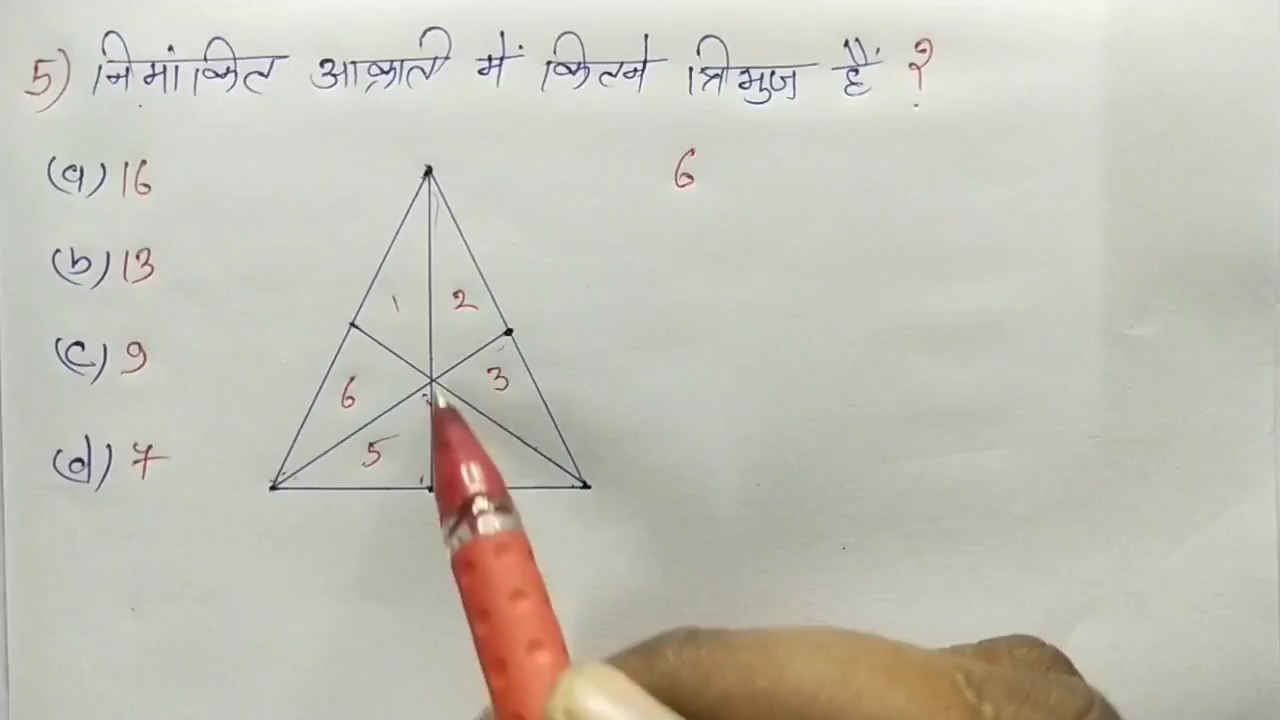 5) निमांकित आक्राती में कितने त्रिभुज हैं ?
(a) 16
6
(b) 13
1 2
(c) 9
6 3
(d) 7
5